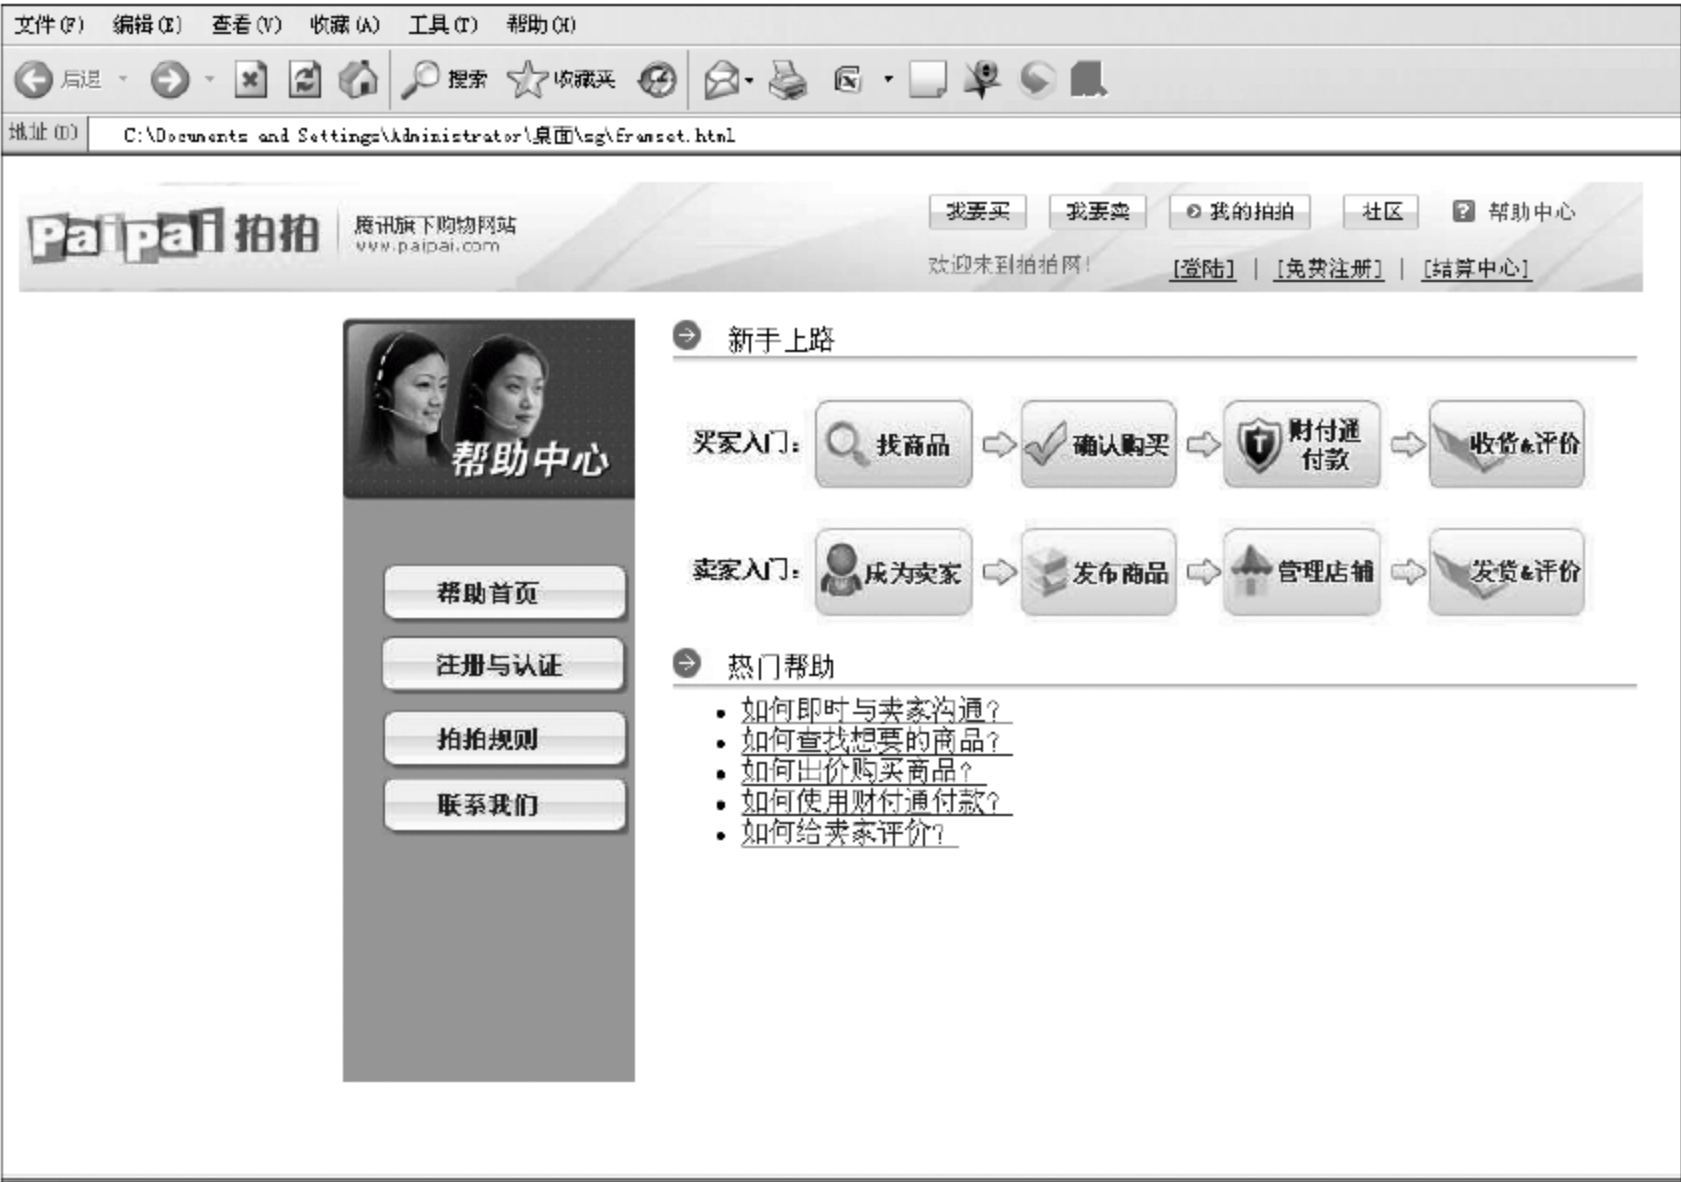 文件(F) 编辑(E) 查看(V) 收藏(A) 工具(T) 帮助(H)
后退 搜索 收藏夹
地址(D) C:\Documents and Settings\Administrator\桌面\sg\framset.html
Paipai 拍拍 腾讯旗下购物网站 我要买 我要卖 我的拍拍 社区 ? 帮助中心
www.paipai.com 欢迎来到拍拍网! [登陆] | [免费注册] | [结算中心]
帮助中心
帮助首页
注册与认证
拍拍规则
联系我们
新手上路
买家入门: 找商品 确认购买 财付通付款 收货&评价
卖家入门: 成为卖家 发布商品 管理店铺 发货&评价
热门帮助
• 如何即时与卖家沟通?
• 如何查找想要的商品?
• 如何出价购买商品?
• 如何使用财付通付款?
• 如何给卖家评价?